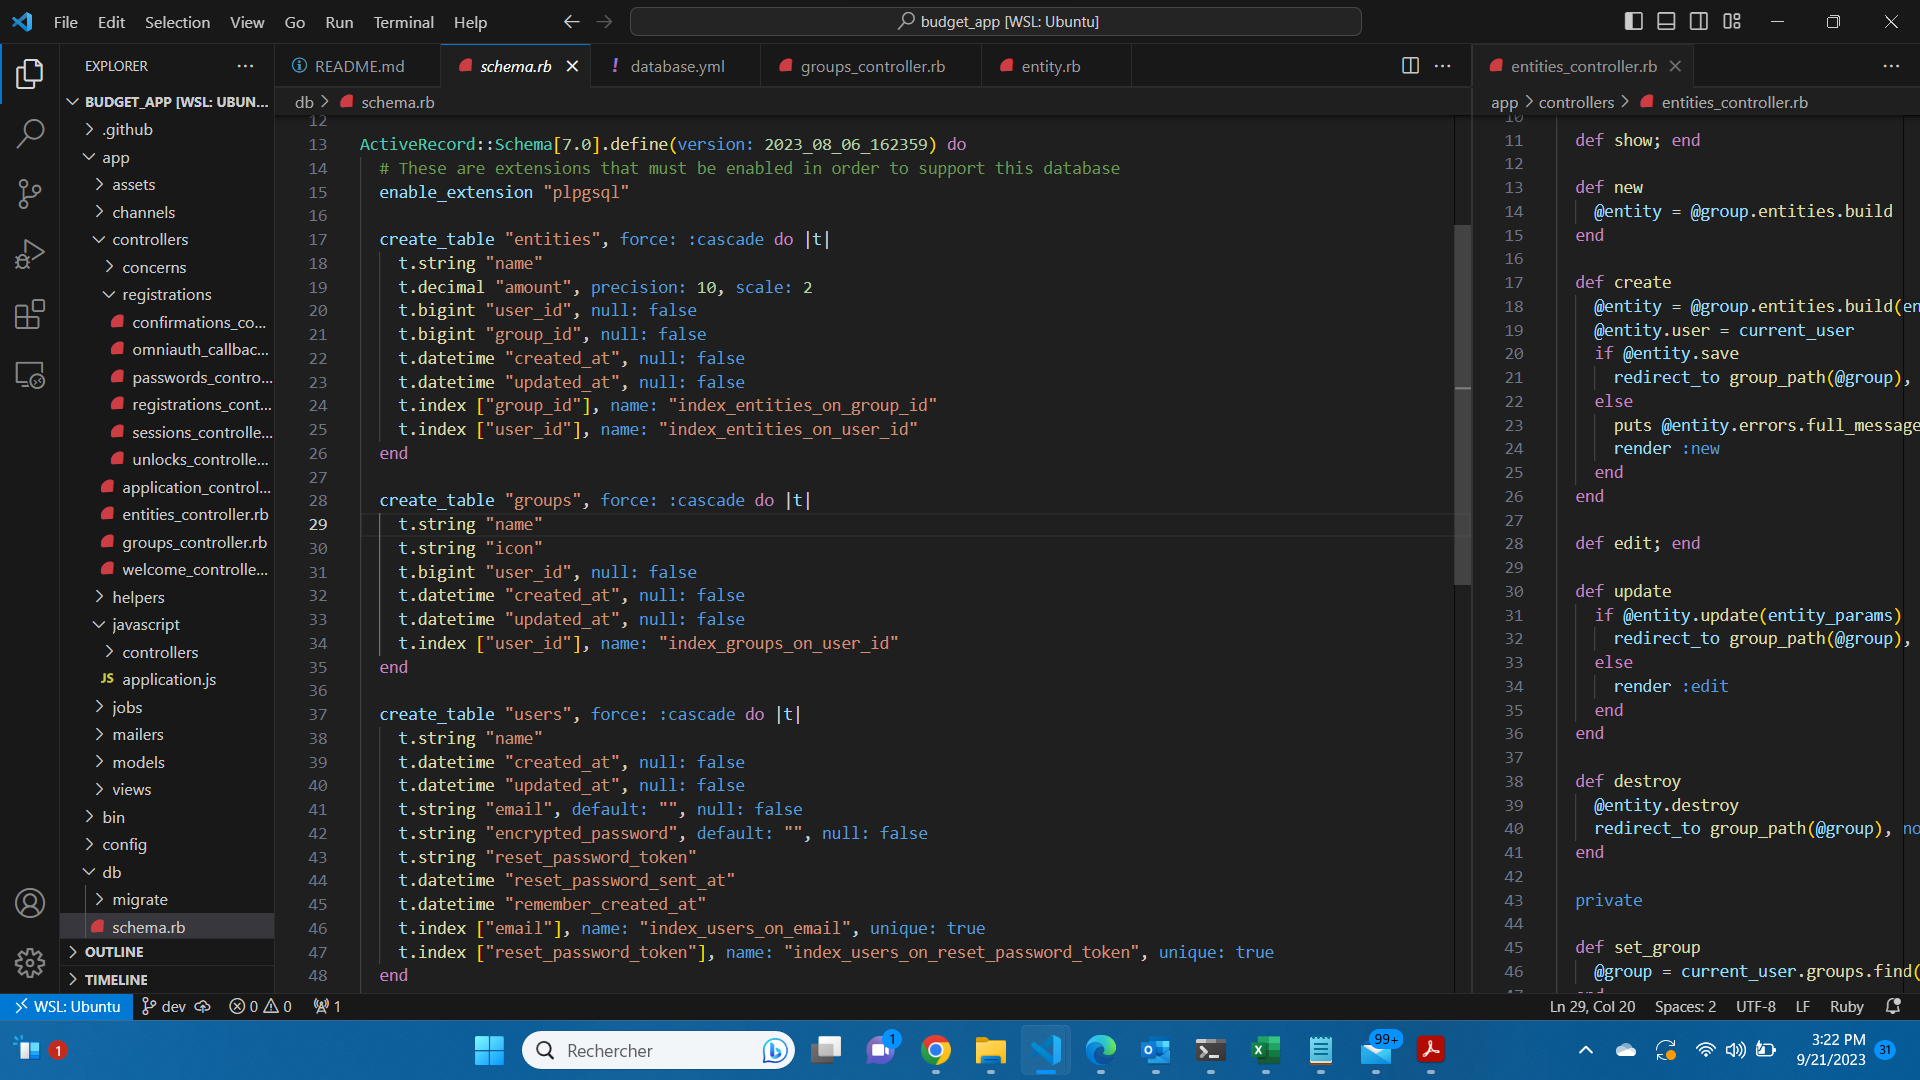 File Edit Selection View Go Run Terminal Help
budget_app [WSL: Ubuntu]
EXPLORER
BUDGET_APP [WSL: UBUN...
.github
app
assets
channels
controllers
concerns
registrations
confirmations_co...
omniauth_callbac...
passwords_contro...
registrations_cont...
sessions_controlle...
unlocks_controlle...
application_control...
entities_controller.rb
groups_controller.rb
welcome_controlle...
helpers
javascript
controllers
JS application.js
jobs
mailers
models
views
bin
config
db
migrate
schema.rb
OUTLINE
TIMELINE
README.md schema.rb ! database.yml groups_controller.rb entity.rb
db > schema.rb
12
13 ActiveRecord::Schema[7.0].define(version: 2023_08_06_162359) do
14 # These are extensions that must be enabled in order to support this database
15 enable_extension "plpgsql"
16
17 create_table "entities", force: :cascade do |t|
18 t.string "name"
19 t.decimal "amount", precision: 10, scale: 2
20 t.bigint "user_id", null: false
21 t.bigint "group_id", null: false
22 t.datetime "created_at", null: false
23 t.datetime "updated_at", null: false
24 t.index ["group_id"], name: "index_entities_on_group_id"
25 t.index ["user_id"], name: "index_entities_on_user_id"
26 end
27
28 create_table "groups", force: :cascade do |t|
29 t.string "name"
30 t.string "icon"
31 t.bigint "user_id", null: false
32 t.datetime "created_at", null: false
33 t.datetime "updated_at", null: false
34 t.index ["user_id"], name: "index_groups_on_user_id"
35 end
36
37 create_table "users", force: :cascade do |t|
38 t.string "name"
39 t.datetime "created_at", null: false
40 t.datetime "updated_at", null: false
41 t.string "email", default: "", null: false
42 t.string "encrypted_password", default: "", null: false
43 t.string "reset_password_token"
44 t.datetime "reset_password_sent_at"
45 t.datetime "remember_created_at"
46 t.index ["email"], name: "index_users_on_email", unique: true
47 t.index ["reset_password_token"], name: "index_users_on_reset_password_token", unique: true
48 end
entities_controller.rb
app > controllers > entities_controller.rb
10
11 def show; end
12
13 def new
14 @entity = @group.entities.build
15 end
16
17 def create
18 @entity = @group.entities.build(en
19 @entity.user = current_user
20 if @entity.save
21 redirect_to group_path(@group),
22 else
23 puts @entity.errors.full_message
24 render :new
25 end
26 end
27
28 def edit; end
29
30 def update
31 if @entity.update(entity_params)
32 redirect_to group_path(@group),
33 else
34 render :edit
35 end
36 end
37
38 def destroy
39 @entity.destroy
40 redirect_to group_path(@group), no
41 end
42
43 private
44
45 def set_group
46 @group = current_user.groups.find(
WSL: Ubuntu dev 0 0 1 Ln 29, Col 20 Spaces: 2 UTF-8 LF Ruby
1 Rechercher 1 99+ 3:22 PM
9/21/2023 31